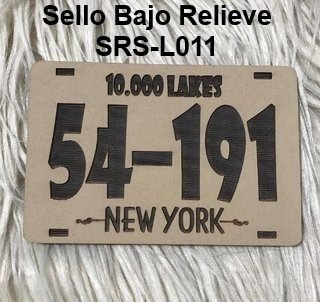 Sello Bajo Relieve
SRS-L011
10.000 LAKES
54-191
NEW YORK